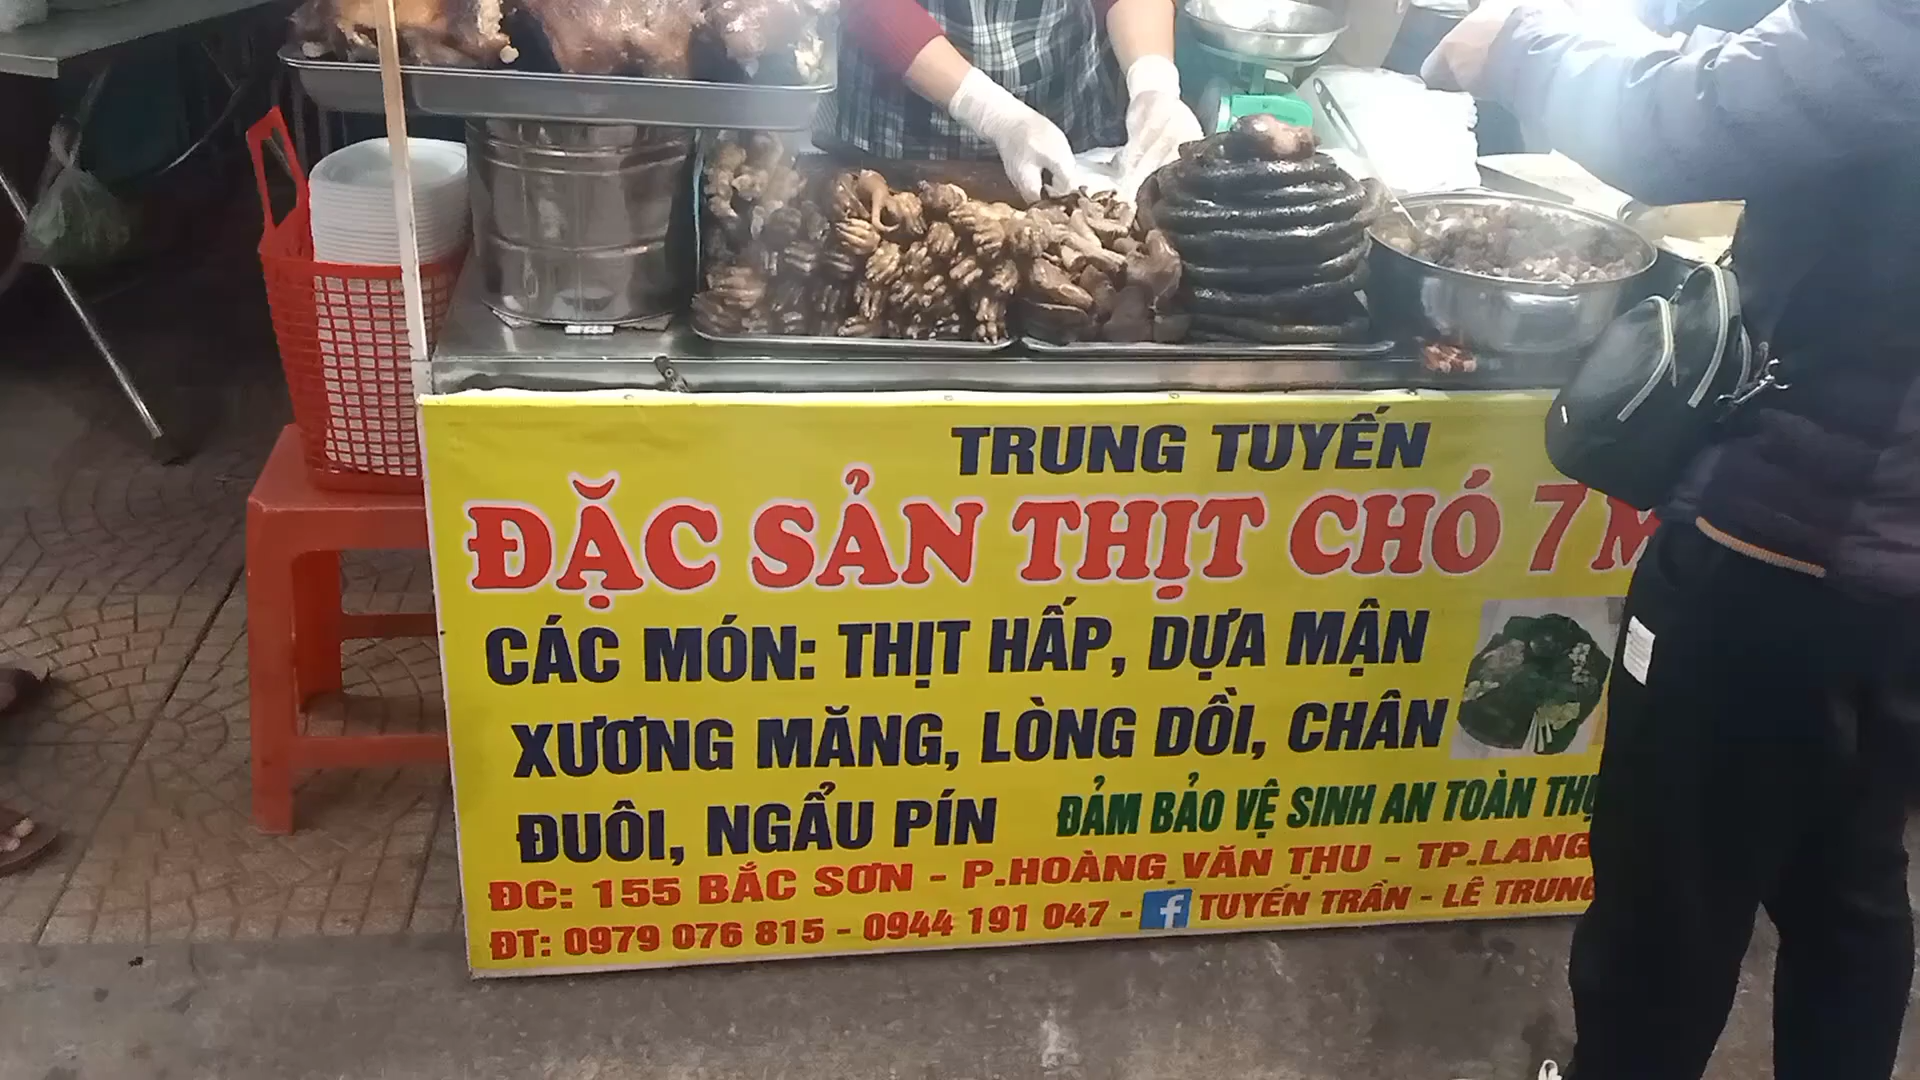 TRUNG TUYẾN
ĐẶC SẢN THỊT CHÓ 7
CÁC MÓN: THỊT HẤP, DỰA MẬN
XƯƠNG MĂNG, LÒNG DỒI, CHÂN
ĐUÔI, NGẨU PÍN
ĐẢM BẢO VỆ SINH AN TOÀN
ĐC: 155 BẮC SƠN - P.HOÀNG VĂN THỤ - TP.LANG
ĐT: 0979 076 815 - 0944 191 047 - f TUYẾN TRẦN - LÊ TRUNG